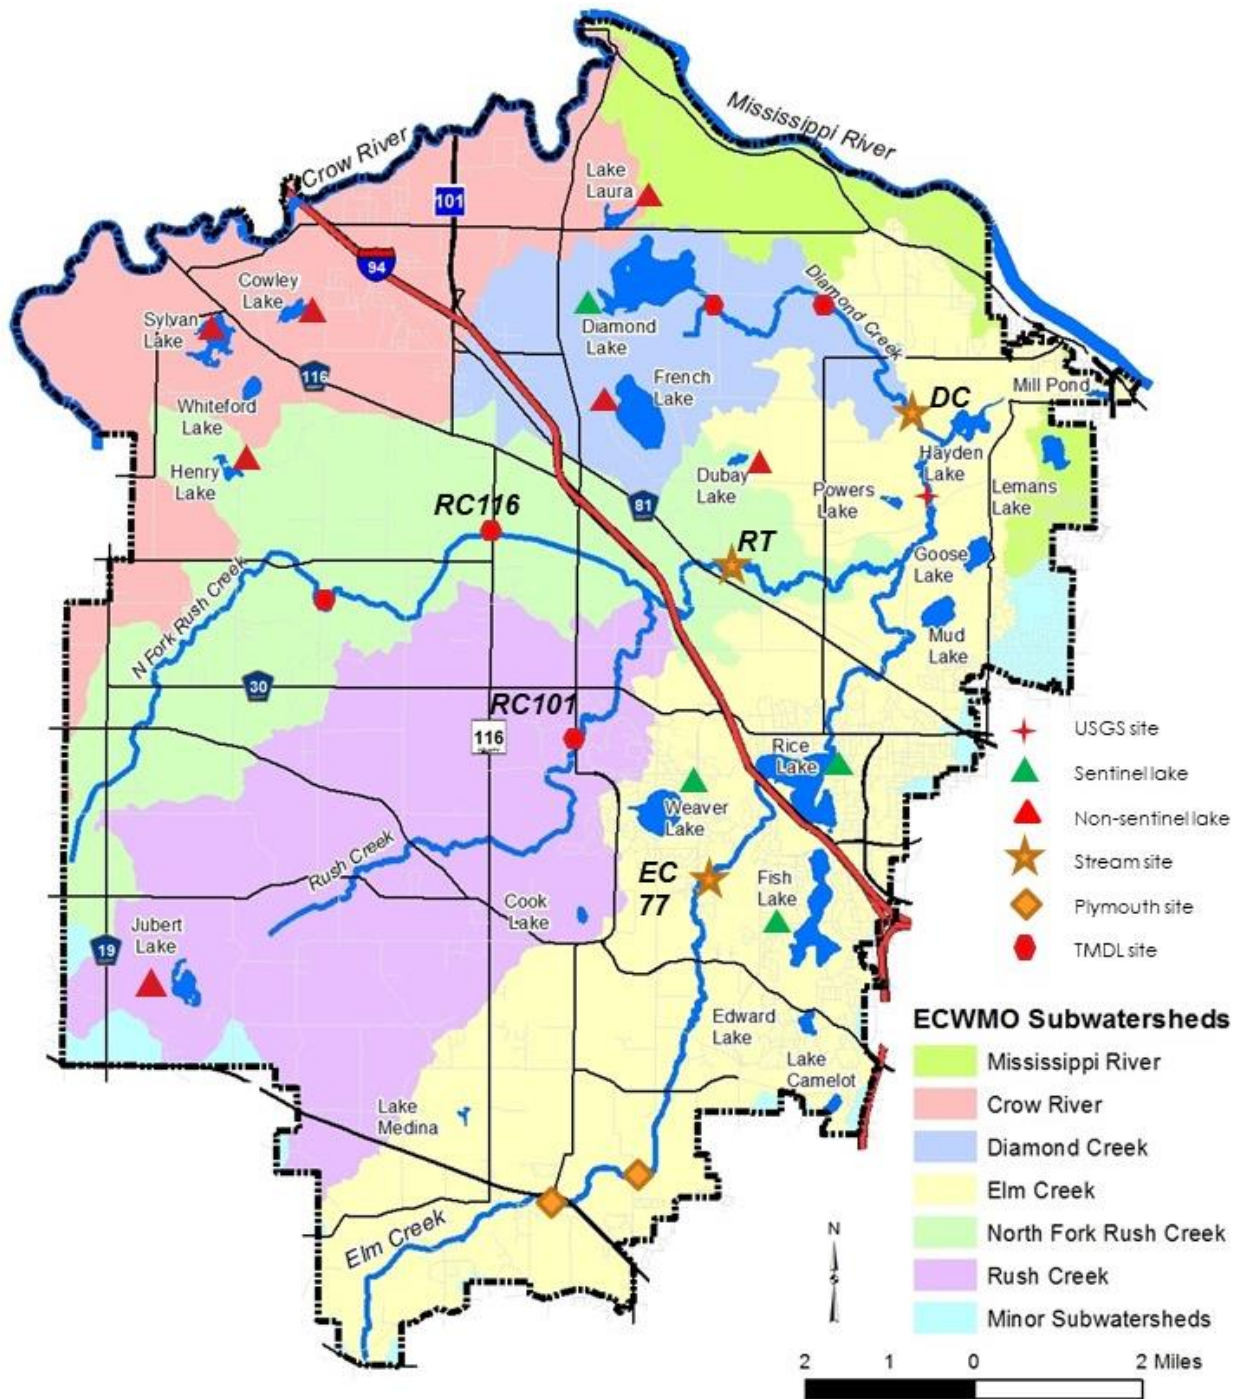 Mississippi River
Crow River
Lake
Laura
101
94
Cowley
Lake
Sylvan
Lake
Diamond
Lake
Diamond Creek
116
French
Lake
Whiteford
Lake
DC
Mill Pond
Henry
Lake
Dubay
Lake
Hayden
Lake
Powers
Lake
Lemans
Lake
RC116
81
RT
Goose
Lake
N Fork Rush Creek
Mud
Lake
30
RC101
116
Rice
Lake
Weaver
Lake
Rush Creek
EC
77
Fish
Lake
Cook
Lake
Jubert
Lake
19
Edward
Lake
Lake
Camelot
Lake
Medina
Elm Creek
USGS site
Sentinel lake
Non-sentinel lake
Stream site
Plymouth site
TMDL site
ECWMO Subwatersheds
Mississippi River
Crow River
Diamond Creek
Elm Creek
North Fork Rush Creek
Rush Creek
Minor Subwatersheds
N
2 1 0 2 Miles